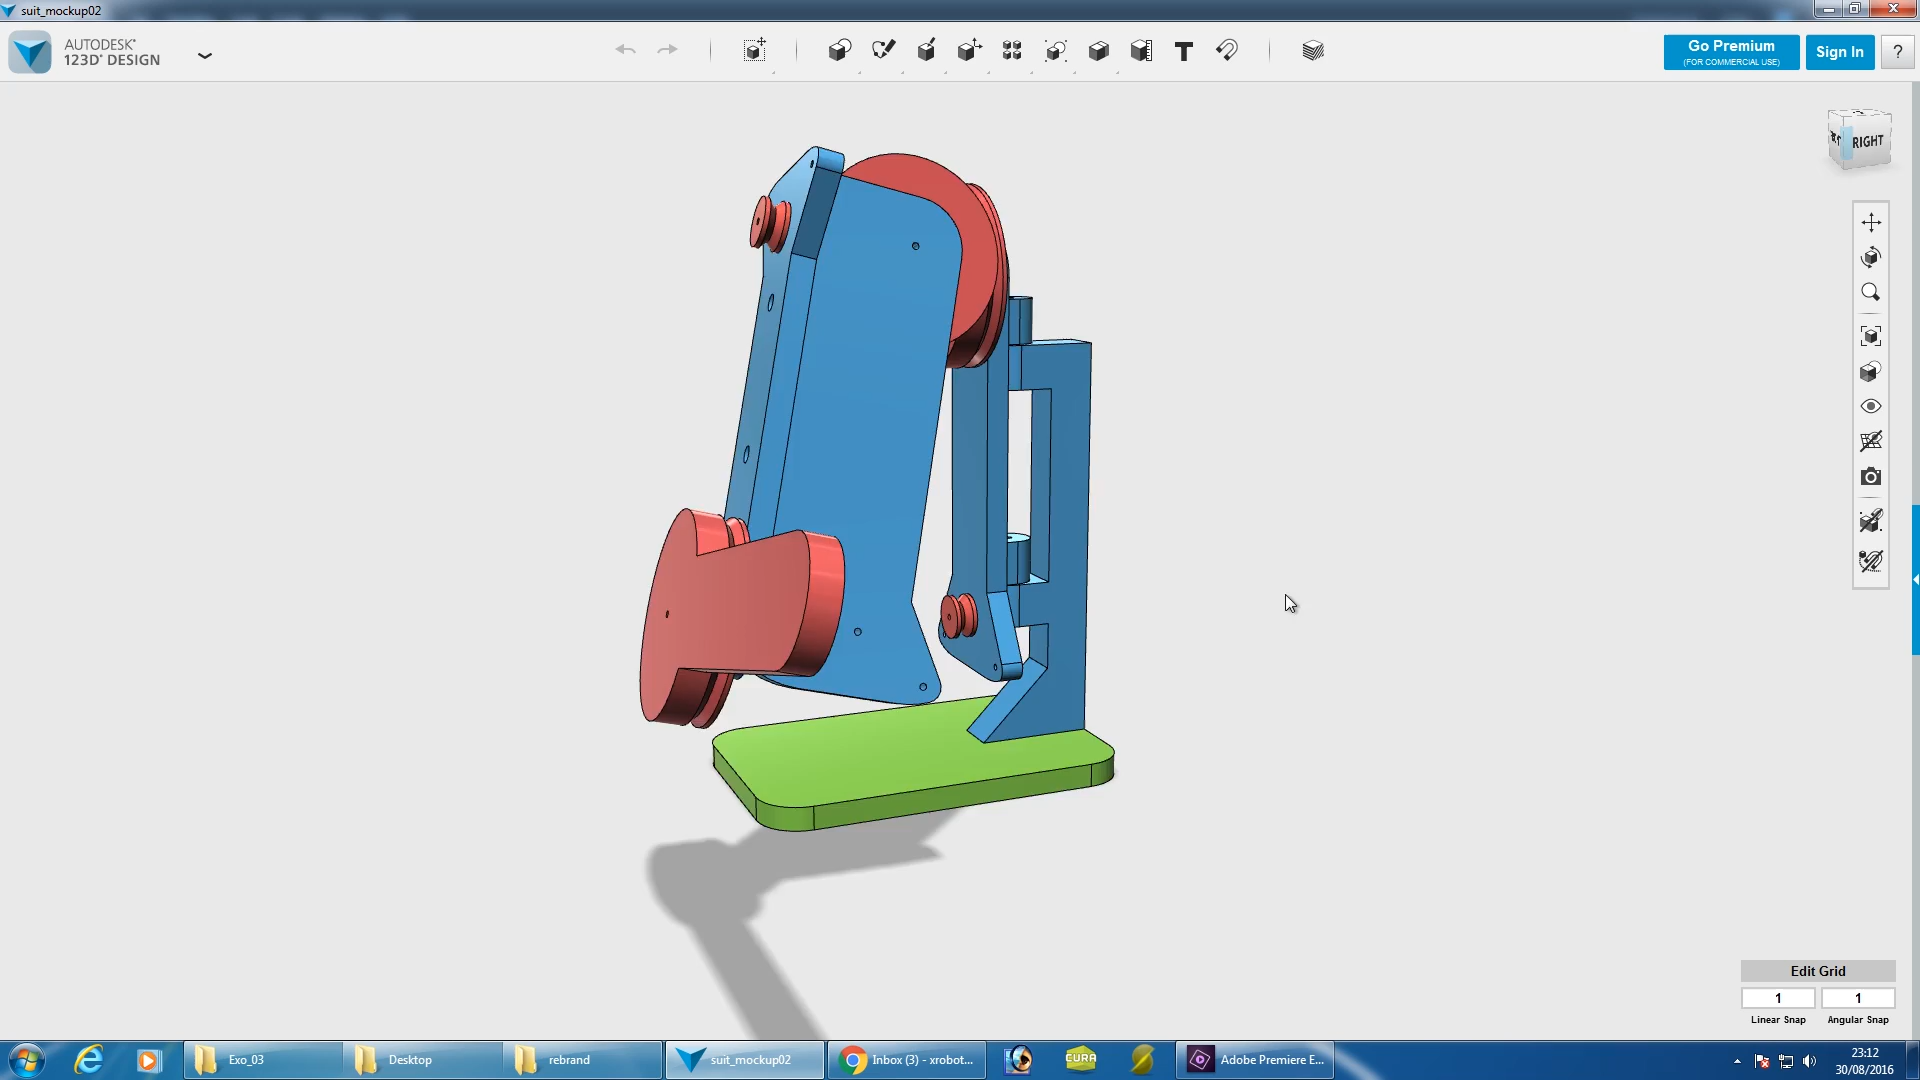 suit_mockup02
AUTODESK®
123D® DESIGN
T
Go Premium
(FOR COMMERCIAL USE)
Sign In
?
RIGHT
Edit Grid
1
1
Linear Snap
Angular Snap
Exo_03
Desktop
rebrand
suit_mockup02
Inbox (3) - xrobot...
CURA
Adobe Premiere E...
23:12
30/08/2016